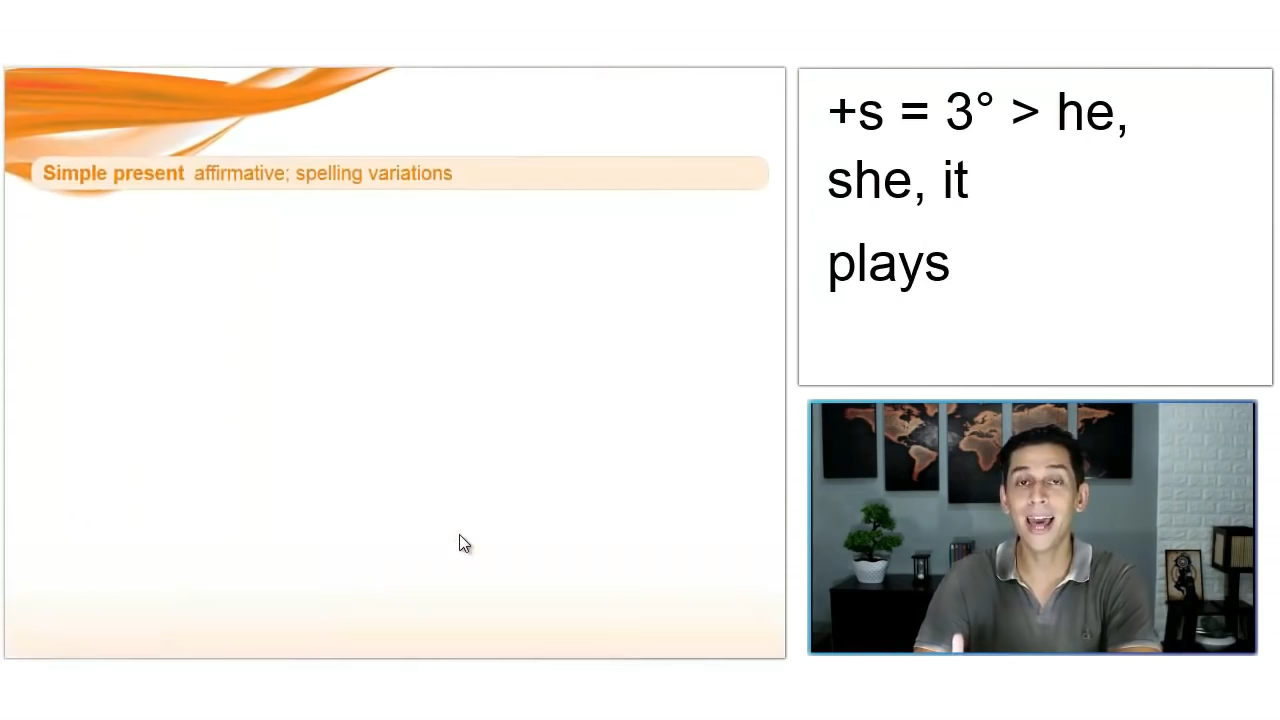 Simple present affirmative; spelling variations
+s = 3° > he,
she, it
plays